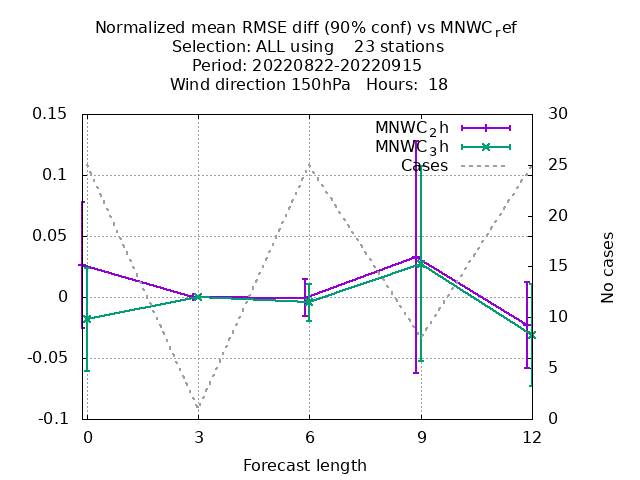 Normalized mean RMSE diff (90% conf) vs MNWC_ref
Selection: ALL using 23 stations
Period: 20220822-20220915
Wind direction 150hPa Hours: 18
0.15 30
MNWC_2h
MNWC_3h
Cases
0.1 25
20
0.05
15
0
10
-0.05
5
-0.1 0
No cases
0 3 6 9 12
Forecast length